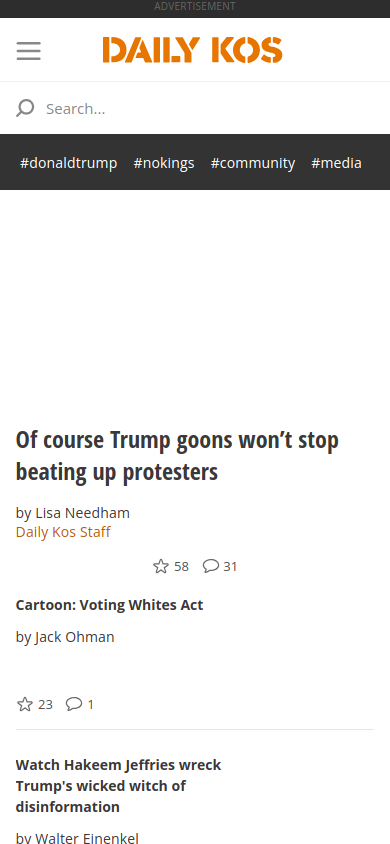 ADVERTISEMENT
DAILY KOS
Search...
#donaldtrump #nokings #community #media
Of course Trump goons won’t stop
beating up protesters
by Lisa Needham
Daily Kos Staff
58 31
Cartoon: Voting Whites Act
by Jack Ohman
23 1
Watch Hakeem Jeffries wreck
Trump's wicked witch of
disinformation
by Walter Einenkel